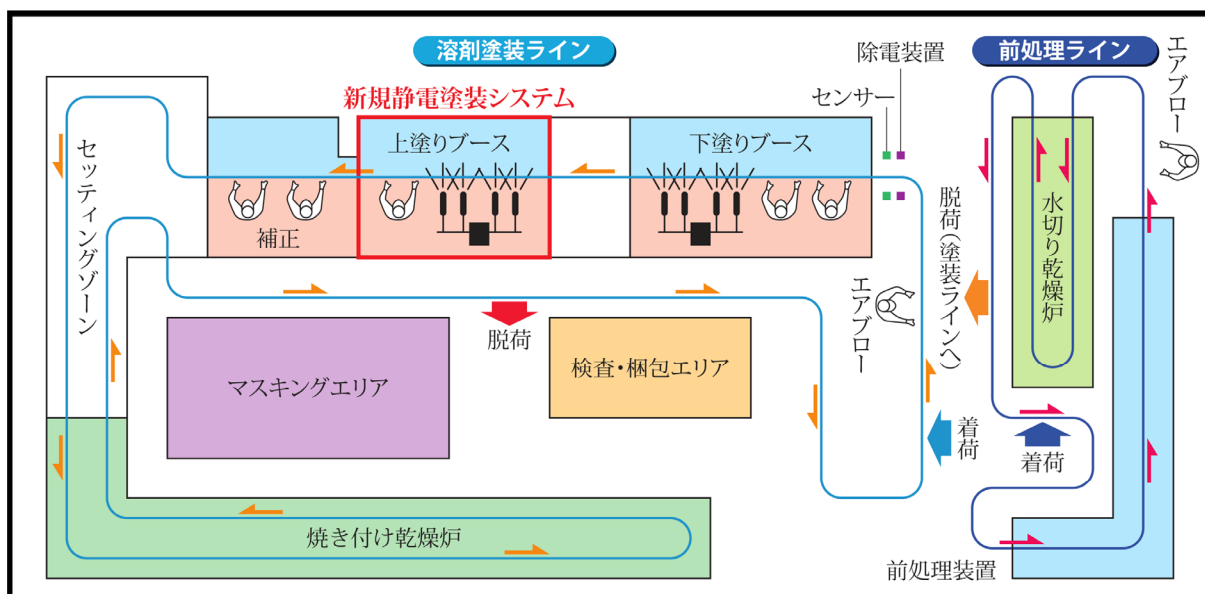 溶剤塗装ライン
前処理ライン
除電装置
センサー
エアブロー
新規静電塗装システム
上塗りブース
下塗りブース
補正
セッティングゾーン
脱荷(塗装ラインへ)
水切り乾燥炉
エアブロー
脱荷
マスキングエリア
検査・梱包エリア
着荷
着荷
焼き付け乾燥炉
前処理装置